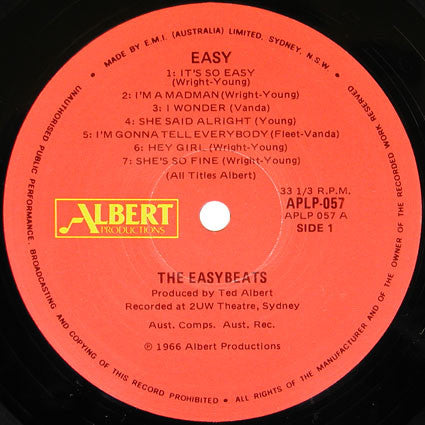 MADE BY E.M.I. (AUSTRALIA) LIMITED, SYDNEY, N.S.W.
EASY
1: IT'S SO EASY
(Wright-Young)
2: I'M A MADMAN (Wright-Young)
3: I WONDER (Vanda)
4: SHE SAID ALRIGHT (Young)
5: I'M GONNA TELL EVERYBODY (Fleet-Vanda)
6: HEY GIRL (Wright-Young)
7: SHE'S SO FINE (Wright-Young)
(All Titles Albert)
33 1/3 R.P.M.
APLP-057
APLP 057 A
SIDE 1
ALBERT
PRODUCTIONS
THE EASYBEATS
Produced by Ted Albert
Recorded at 2UW Theatre, Sydney
Aust. Comps. Aust. Rec.
℗ 1966 Albert Productions
UNAUTHORISED PUBLIC PERFORMANCE, BROADCASTING AND COPYING OF THIS RECORD PROHIBITED • ALL RIGHTS OF THE MANUFACTURER AND OF THE OWNER OF THE RECORDED WORK RESERVED